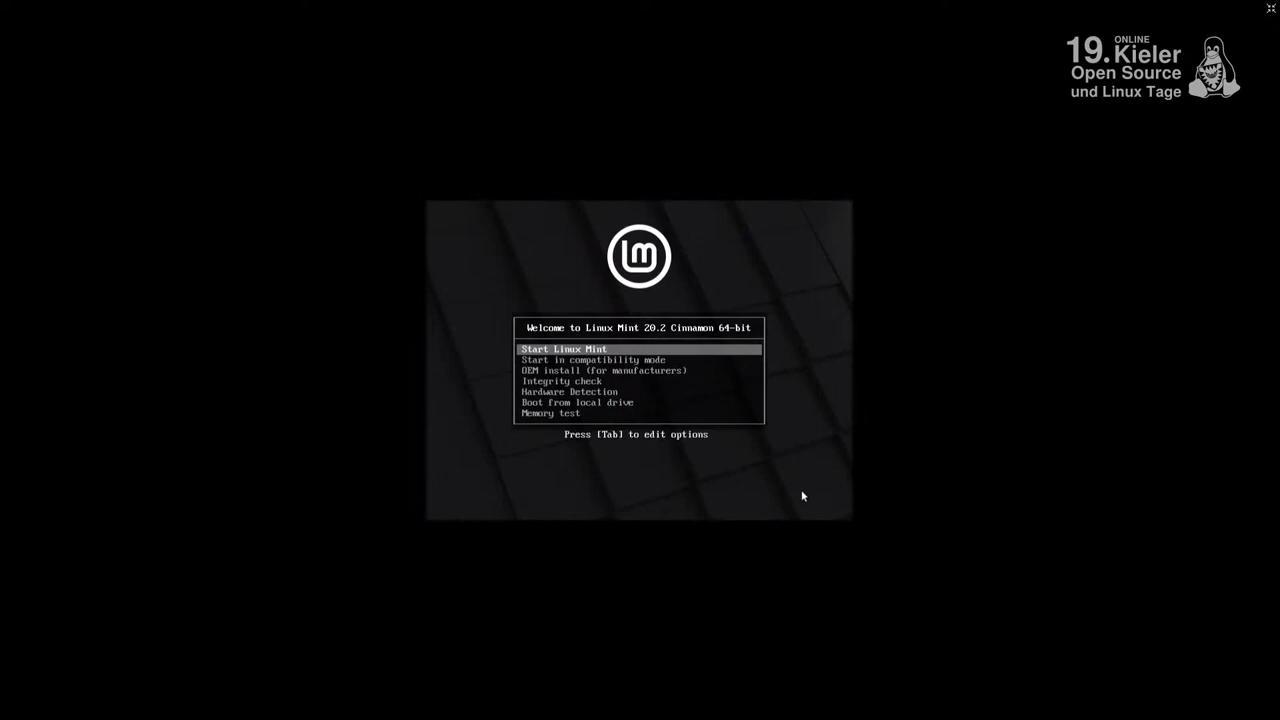 ONLINE
19. Kieler
Open Source
und Linux Tage
lm
Welcome to Linux Mint 20.2 Cinnamon 64-bit
Start Linux Mint
Start in compatibility mode
OEM install (for manufacturers)
Integrity check
Hardware Detection
Boot from local drive
Memory test
Press [Tab] to edit options